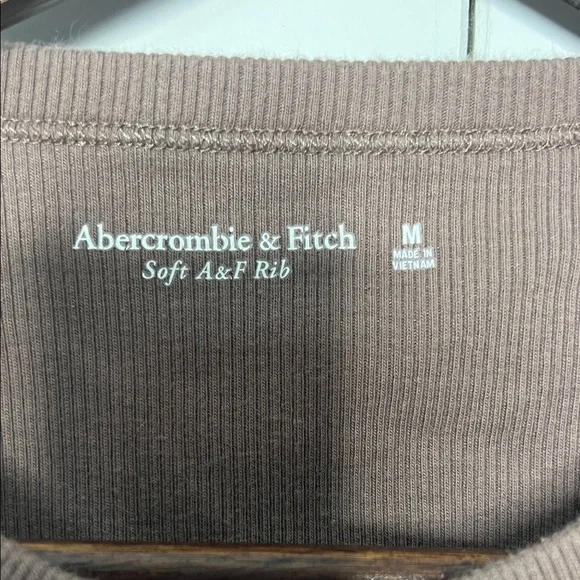 Abercrombie & Fitch
Soft A&F Rib
M
MADE IN
VIETNAM